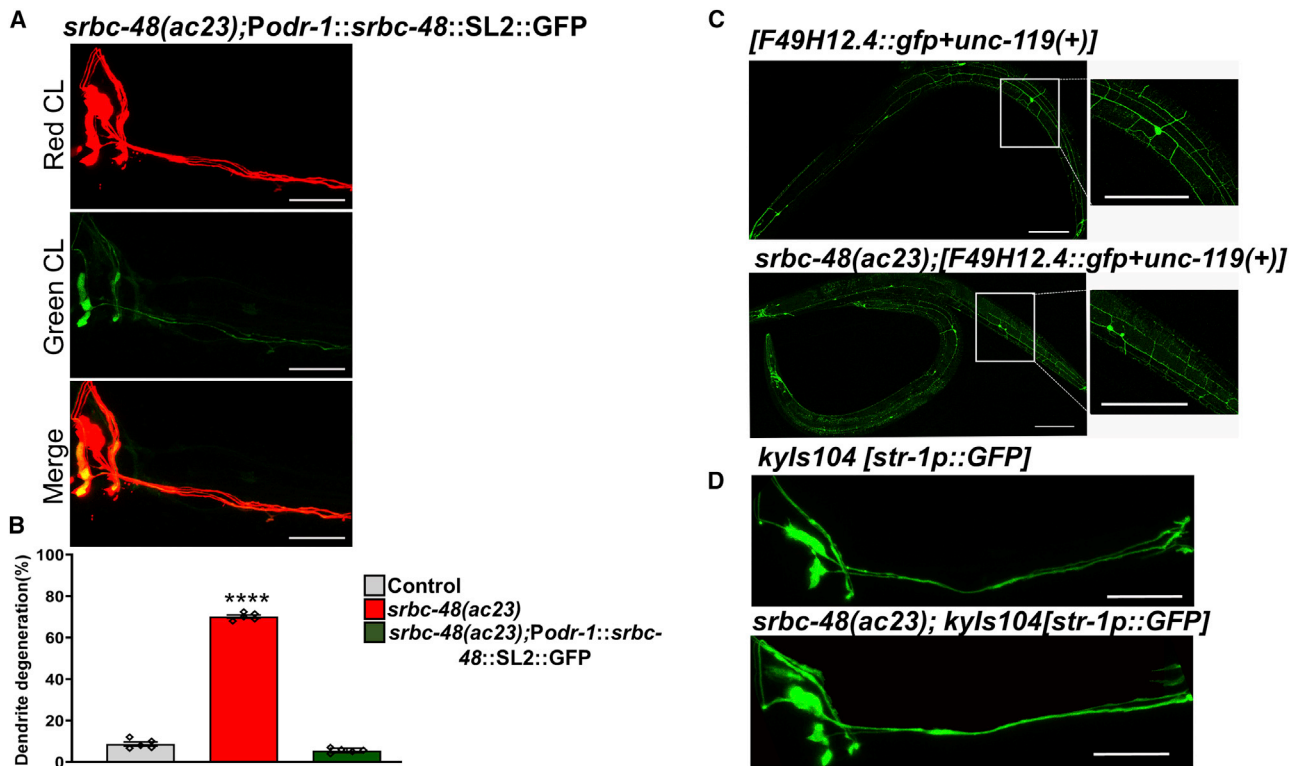 A
srbc-48(ac23);Podr-1::srbc-48::SL2::GFP
Red CL
Green CL
Merge
B
Dendrite degeneration(%)
100
80
60
40
20
0
****
Control
srbc-48(ac23)
srbc-48(ac23);Podr-1::srbc-
48::SL2::GFP
C
[F49H12.4::gfp+unc-119(+)]
srbc-48(ac23);[F49H12.4::gfp+unc-119(+)]
D
kyIs104 [str-1p::GFP]
srbc-48(ac23); kyIs104[str-1p::GFP]